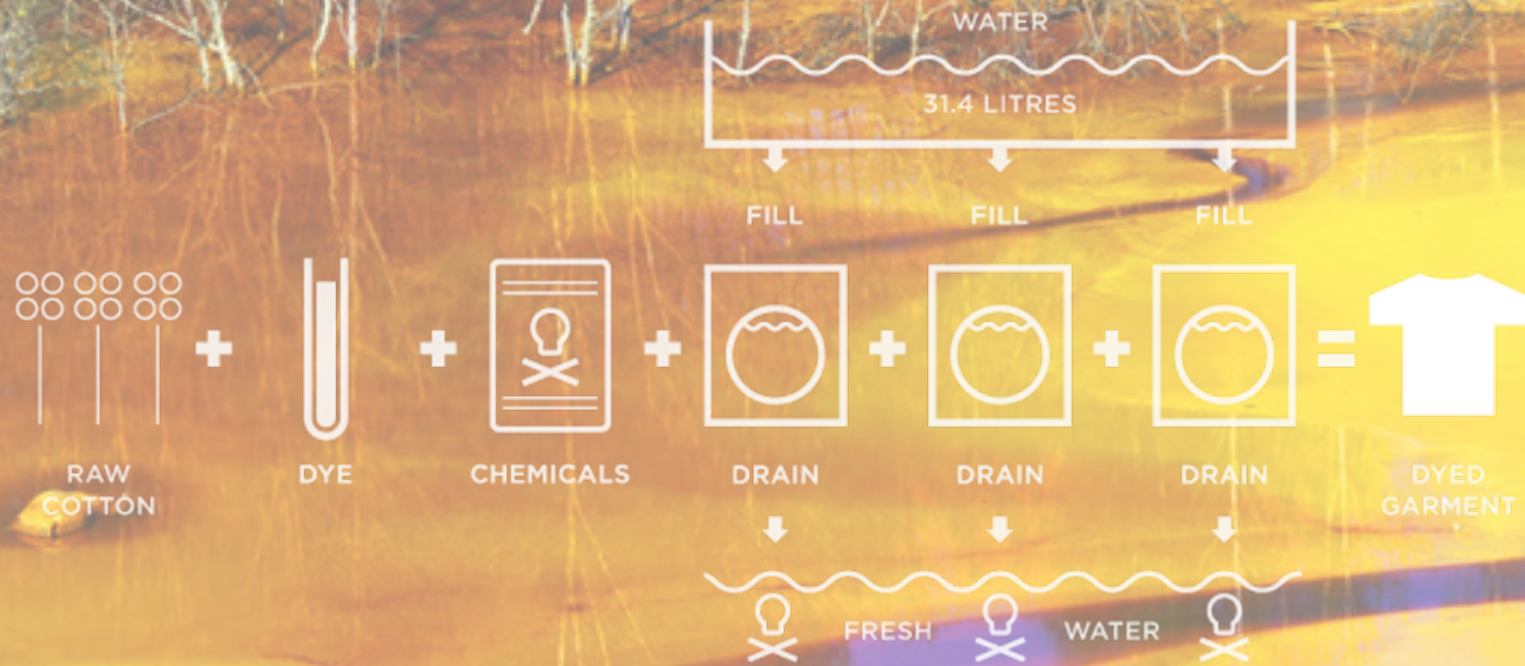 WATER
31.4 LITRES
FILL FILL FILL
RAW
COTTON
DYE
CHEMICALS
DRAIN
DRAIN
DRAIN
DYED
GARMENT
FRESH WATER